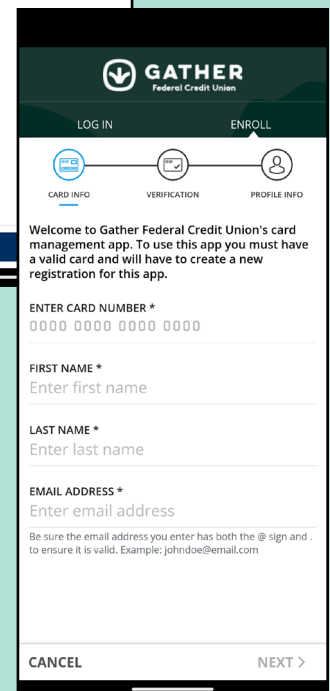 GATHER
Federal Credit Union
LOG IN
ENROLL
CARD INFO
VERIFICATION
PROFILE INFO
Welcome to Gather Federal Credit Union's card
management app. To use this app you must have
a valid card and will have to create a new
registration for this app.
ENTER CARD NUMBER *
0000 0000 0000 0000
FIRST NAME *
Enter first name
LAST NAME *
Enter last name
EMAIL ADDRESS *
Enter email address
Be sure the email address you enter has both the @ sign and .
to ensure it is valid. Example: johndoe@email.com
CANCEL
NEXT >